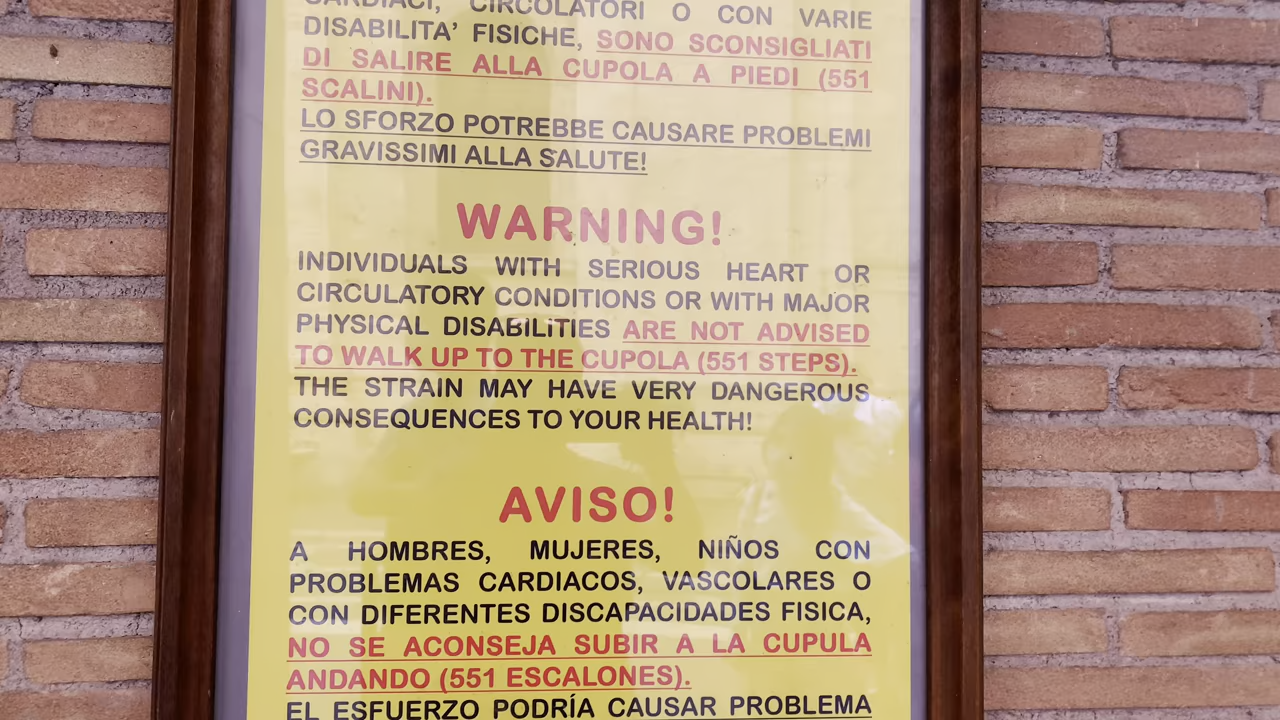 CARDIACI, CIRCOLATORI O CON VARIE
DISABILITA' FISICHE, SONO SCONSIGLIATI
DI SALIRE ALLA CUPOLA A PIEDI (551
SCALINI).
LO SFORZO POTREBBE CAUSARE PROBLEMI
GRAVISSIMI ALLA SALUTE!
WARNING!
INDIVIDUALS WITH SERIOUS HEART OR
CIRCULATORY CONDITIONS OR WITH MAJOR
PHYSICAL DISABILITIES ARE NOT ADVISED
TO WALK UP TO THE CUPOLA (551 STEPS).
THE STRAIN MAY HAVE VERY DANGEROUS
CONSEQUENCES TO YOUR HEALTH!
AVISO!
A HOMBRES, MUJERES, NIÑOS CON
PROBLEMAS CARDIACOS, VASCOLARES O
CON DIFERENTES DISCAPACIDADES FISICA,
NO SE ACONSEJA SUBIR A LA CUPULA
ANDANDO (551 ESCALONES).
EL ESFUERZO PODRÍA CAUSAR PROBLEMA